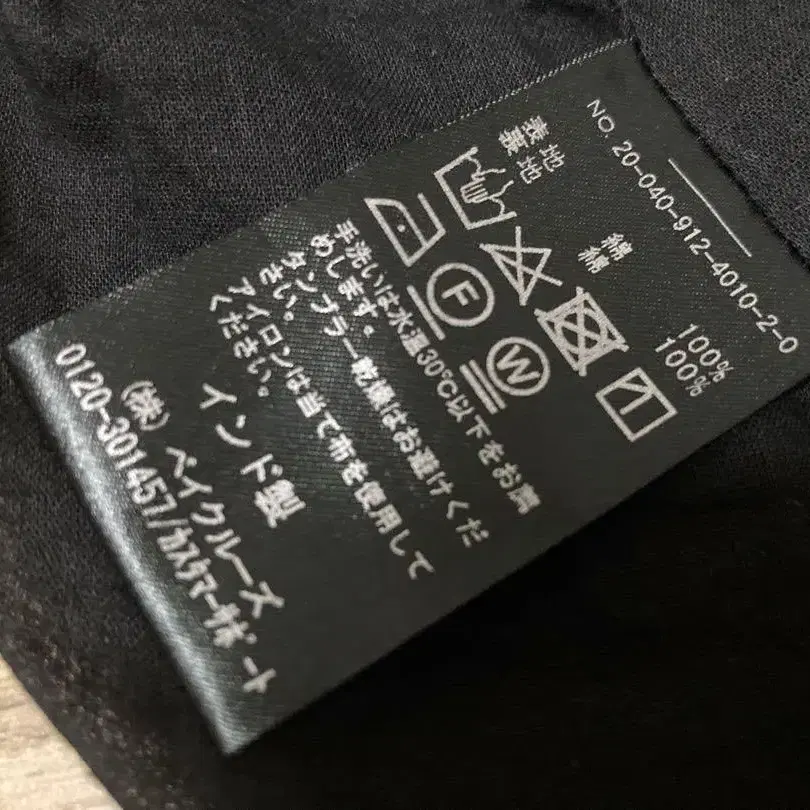 NO. 20-040-912-4010-2-0
表地 綿 100%
裏地 綿 100%
F
W
手洗いは水温30℃以下をお薦
めします。
タンブラー乾燥はお避けくだ
さい。
アイロンは当て布を使用して
ください。
インド製
(株) ベイクルーズ
0120-301457/ｶｽﾀﾏｰｻﾎﾟｰﾄ